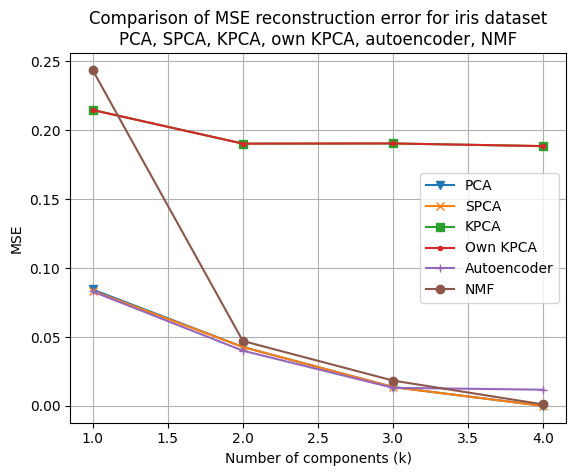 Comparison of MSE reconstruction error for iris dataset
PCA, SPCA, KPCA, own KPCA, autoencoder, NMF
0.25
0.20
0.15
0.10
0.05
0.00
MSE
PCA
SPCA
KPCA
Own KPCA
Autoencoder
NMF
1.0 1.5 2.0 2.5 3.0 3.5 4.0
Number of components (k)